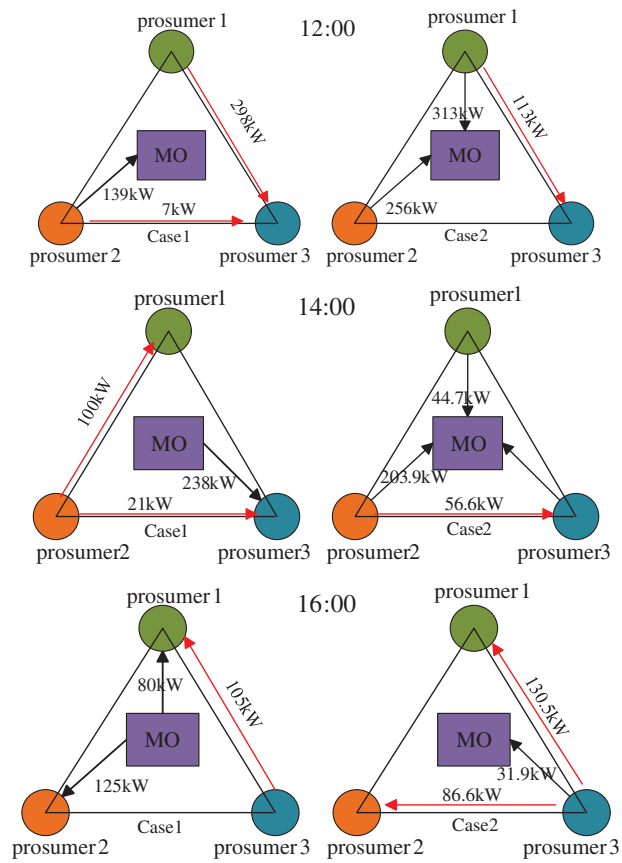 prosumer 1
12:00
prosumer 1
298kW
113kW
313kW
MO
MO
139kW
256kW
7kW
prosumer 2
Case1
prosumer 3
prosumer 2
Case2
prosumer 3
prosumer1
14:00
prosumer1
100kW
44.7kW
MO
MO
238kW
203.9kW
21kW
56.6kW
prosumer2
Case1
prosumer3
prosumer2
Case2
prosumer3
prosumer 1
16:00
prosumer 1
80kW
105kW
130.5kW
MO
MO
125kW
31.9kW
86.6kW
prosumer 2
Case1
prosumer 3
prosumer 2
Case2
prosumer 3